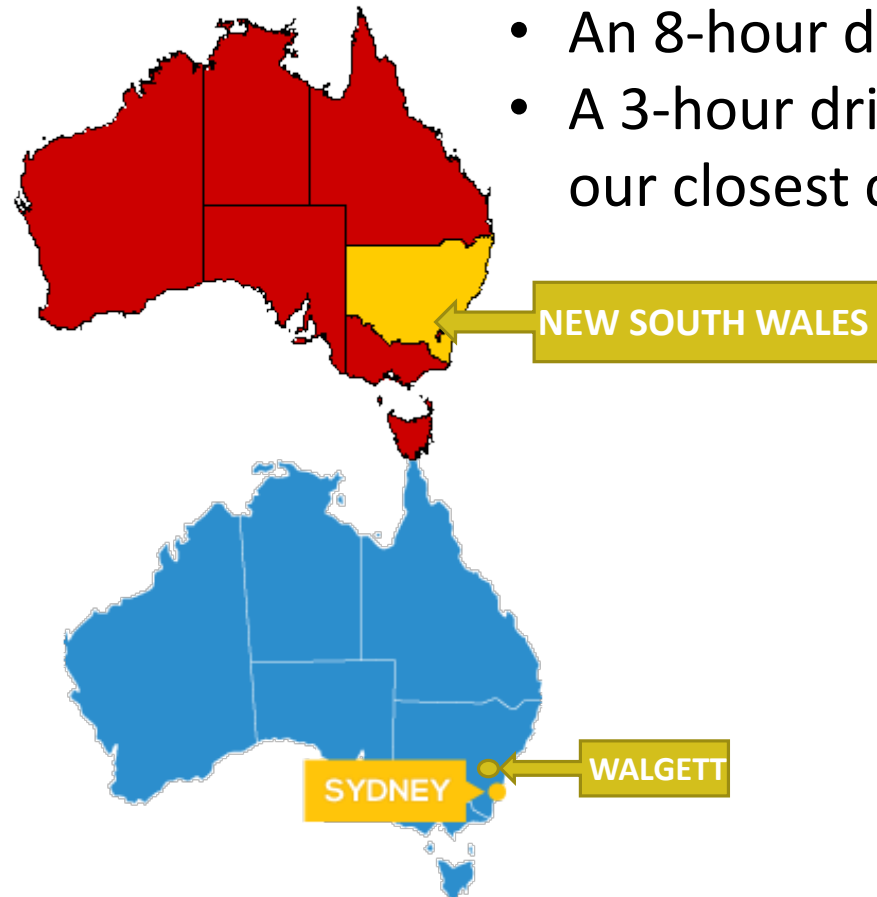 • An 8-hour d
• A 3-hour dri
our closest
NEW SOUTH WALES
WALGETT
SYDNEY